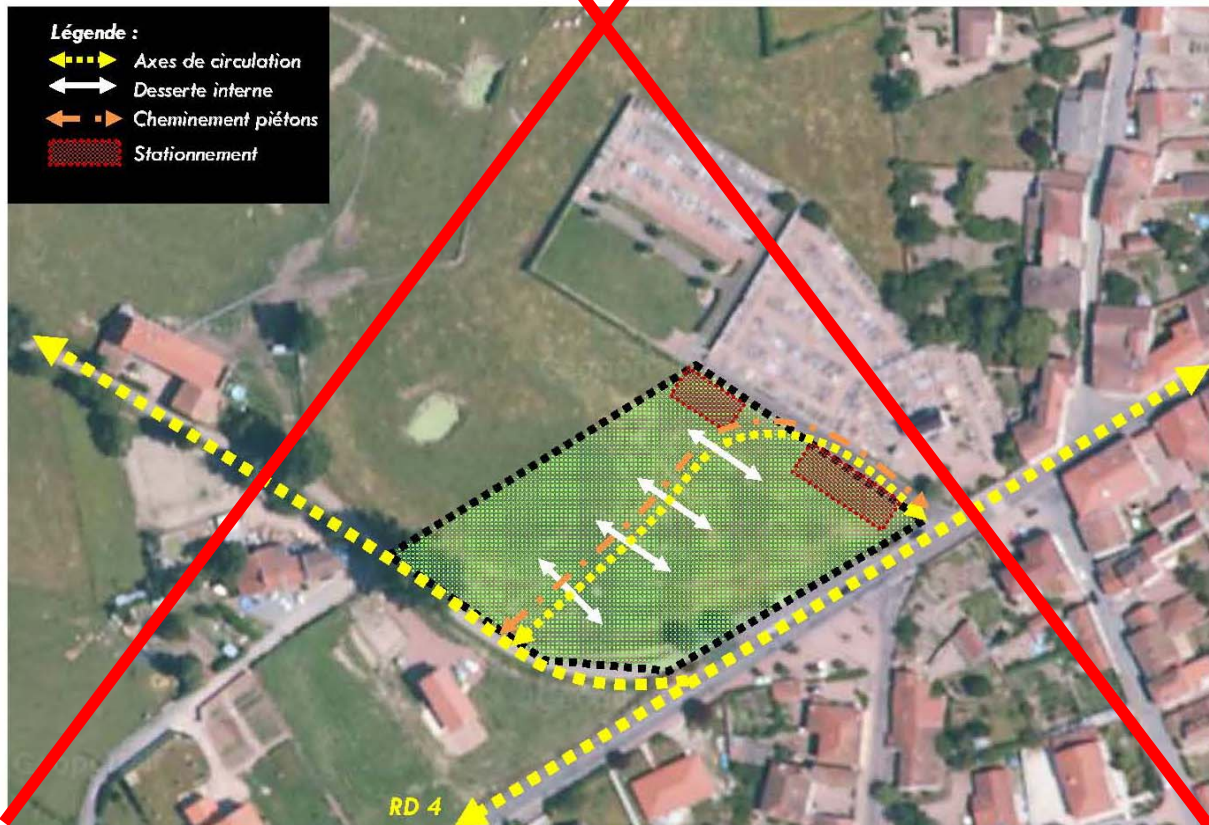 Légende :
Axes de circulation
Desserte interne
Cheminement piétons
Stationnement
RD 4